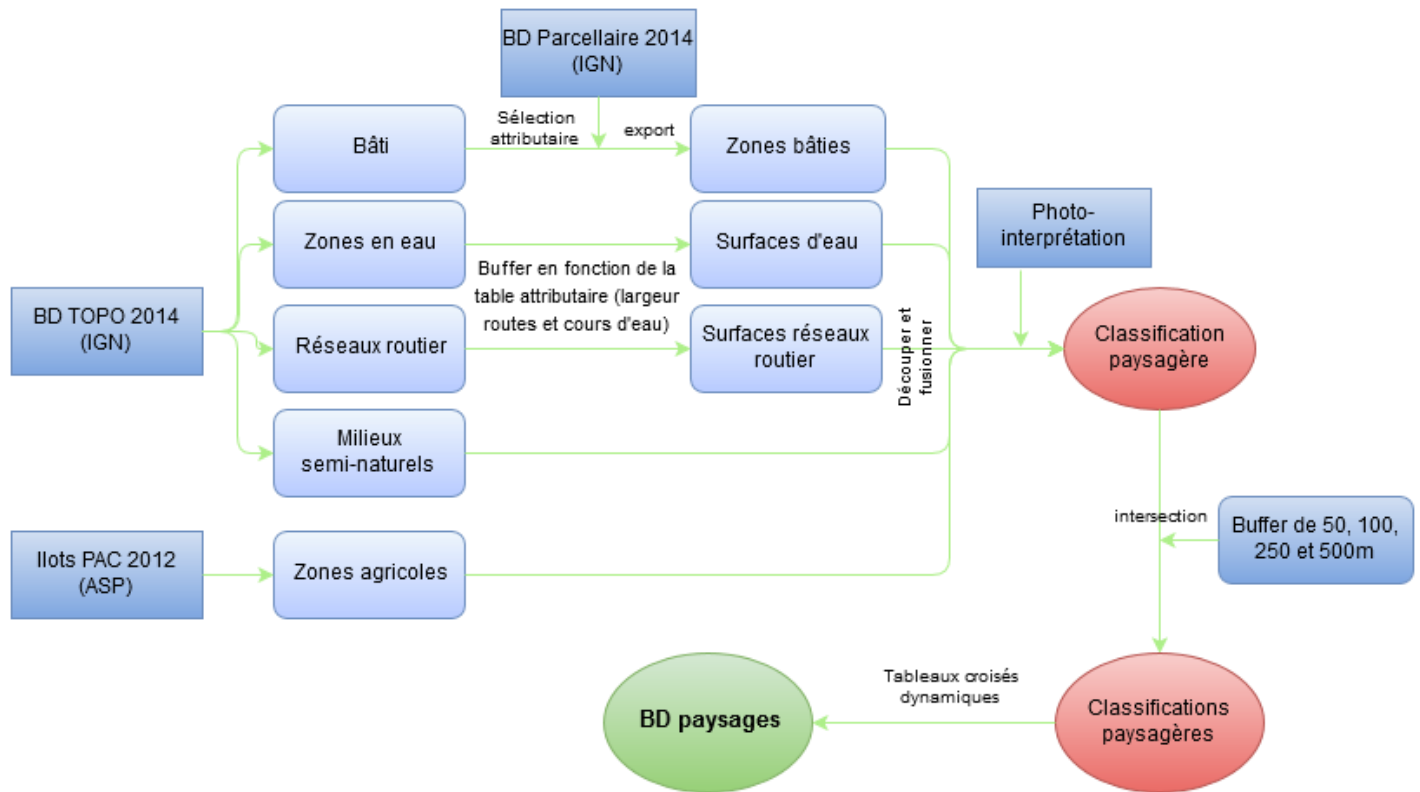 BD Parcellaire 2014
(IGN)
Bâti
Sélection
attributaire
export
Zones bâties
Zones en eau
Surfaces d'eau
Photo-
interprétation
Buffer en fonction de la
table attributaire (largeur
routes et cours d'eau)
BD TOPO 2014
(IGN)
Réseaux routier
Surfaces réseaux
routier
Découper et
fusionner
Classification
paysagère
Milieux
semi-naturels
intersection
Buffer de 50, 100,
250 et 500m
Ilots PAC 2012
(ASP)
Zones agricoles
Tableaux croisés
dynamiques
BD paysages
Classifications
paysagères